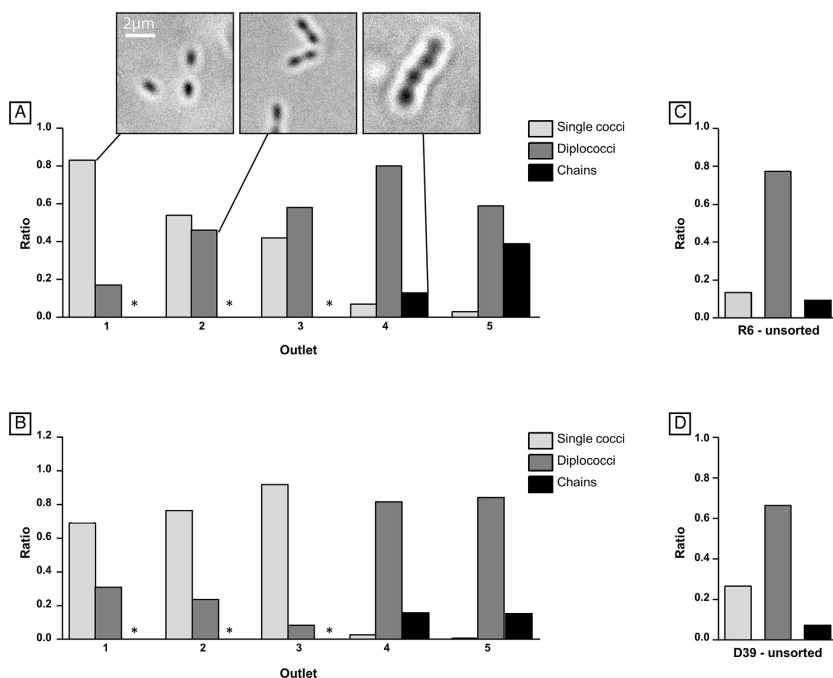 2μm
A
1.0
0.8
0.6
0.4
0.2
0.0
Ratio
* * *
1 2 3 4 5
Outlet
Single cocci
Diplococci
Chains
C
1.0
0.8
0.6
0.4
0.2
0.0
Ratio
R6 - unsorted
B
1.2
1.0
0.8
0.6
0.4
0.2
0.0
Ratio
* * *
1 2 3 4 5
Outlet
Single cocci
Diplococci
Chains
D
1.0
0.8
0.6
0.4
0.2
0.0
Ratio
D39 - unsorted